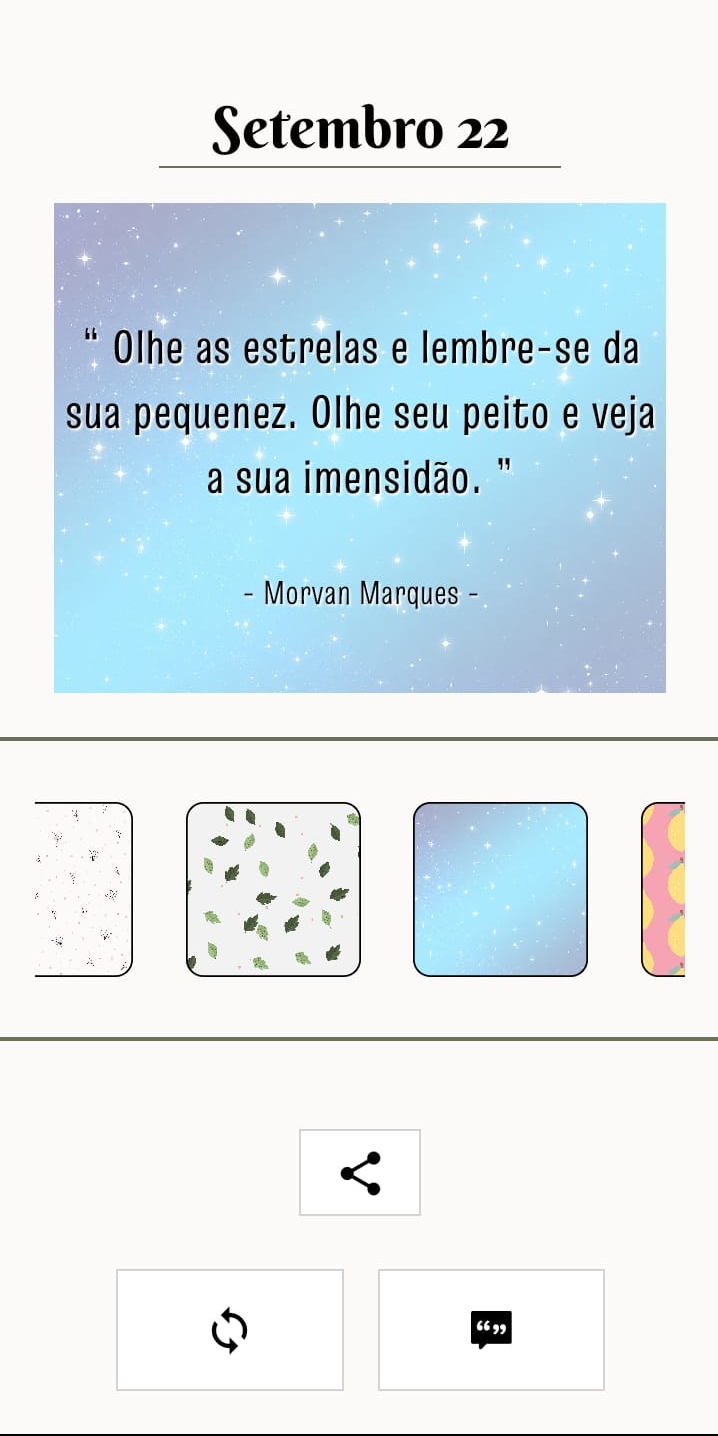 Setembro 22
“ Olhe as estrelas e lembre-se da
sua pequenez. Olhe seu peito e veja
a sua imensidão. ”
- Morvan Marques -